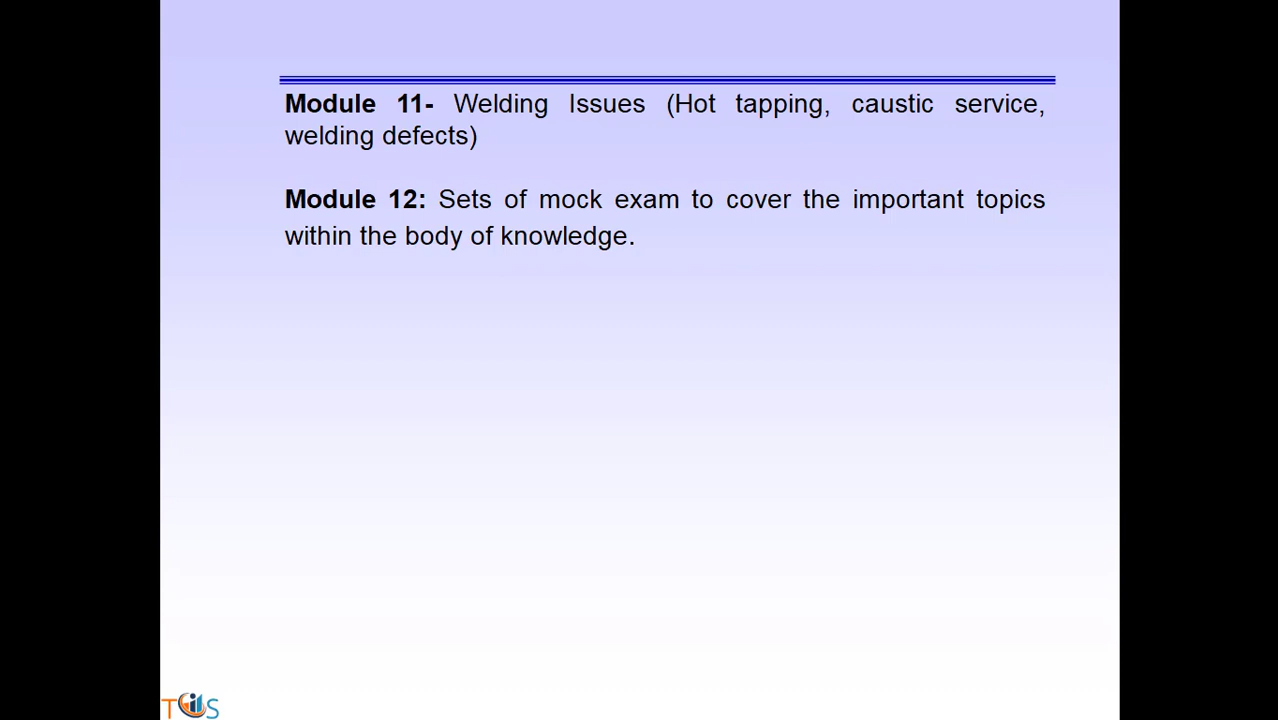 Module 11- Welding Issues (Hot tapping, caustic service,
welding defects)
Module 12: Sets of mock exam to cover the important topics
within the body of knowledge.